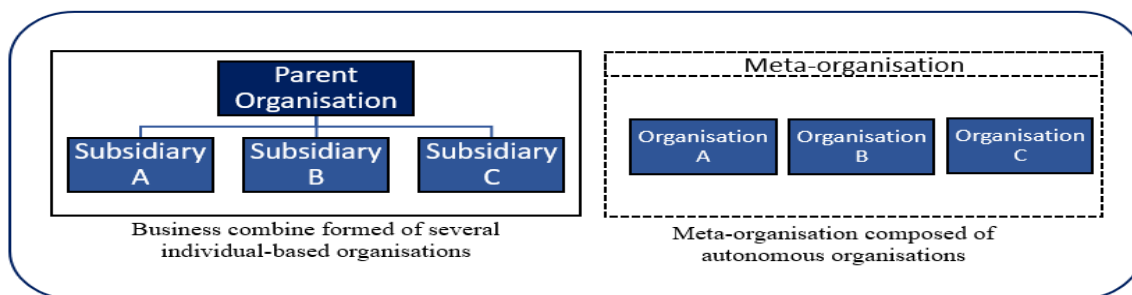 Parent
Organisation
Subsidiary
A
Subsidiary
B
Subsidiary
C
Business combine formed of several
individual-based organisations
Meta-organisation
Organisation
A
Organisation
B
Organisation
C
Meta-organisation composed of
autonomous organisations